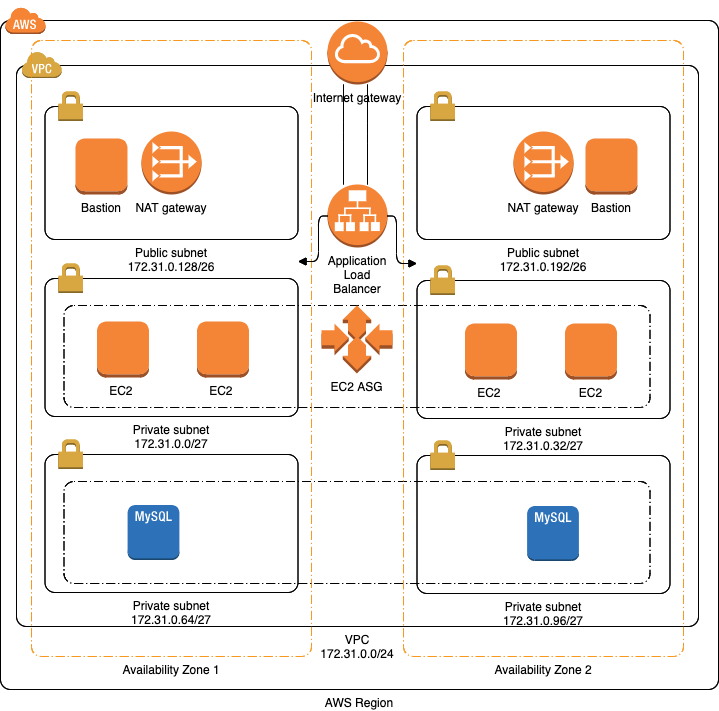 AWS
VPC
Internet gateway
Bastion
NAT gateway
NAT gateway
Bastion
Public subnet
172.31.0.128/26
Application
Load
Balancer
Public subnet
172.31.0.192/26
EC2
EC2
EC2 ASG
EC2
EC2
Private subnet
172.31.0.0/27
Private subnet
172.31.0.32/27
MySQL
MySQL
Private subnet
172.31.0.64/27
Private subnet
172.31.0.96/27
VPC
172.31.0.0/24
Availability Zone 1
Availability Zone 2
AWS Region